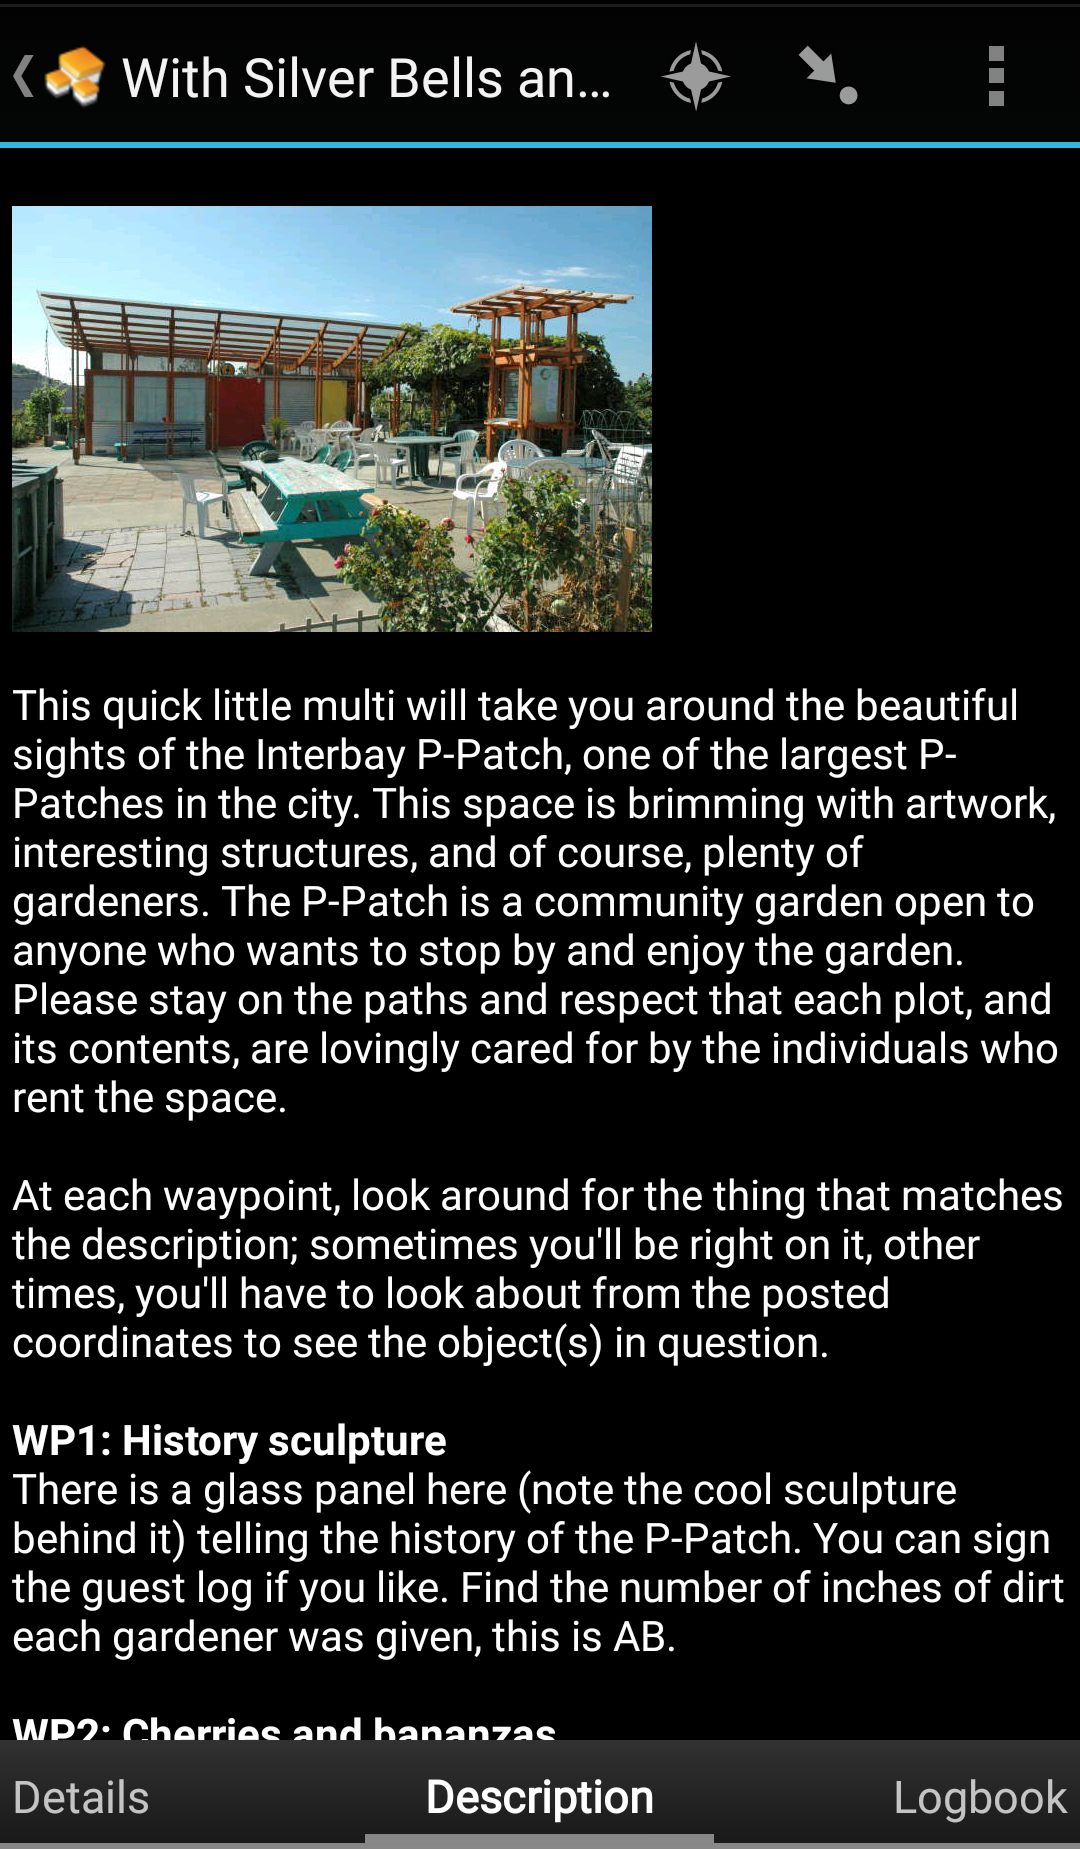 With Silver Bells an...
This quick little multi will take you around the beautiful
sights of the Interbay P-Patch, one of the largest P-
Patches in the city. This space is brimming with artwork,
interesting structures, and of course, plenty of
gardeners. The P-Patch is a community garden open to
anyone who wants to stop by and enjoy the garden.
Please stay on the paths and respect that each plot, and
its contents, are lovingly cared for by the individuals who
rent the space.
At each waypoint, look around for the thing that matches
the description; sometimes you'll be right on it, other
times, you'll have to look about from the posted
coordinates to see the object(s) in question.
WP1: History sculpture
There is a glass panel here (note the cool sculpture
behind it) telling the history of the P-Patch. You can sign
the guest log if you like. Find the number of inches of dirt
each gardener was given, this is AB.
WP2: Cherries and bananzas
Details
Description
Logbook